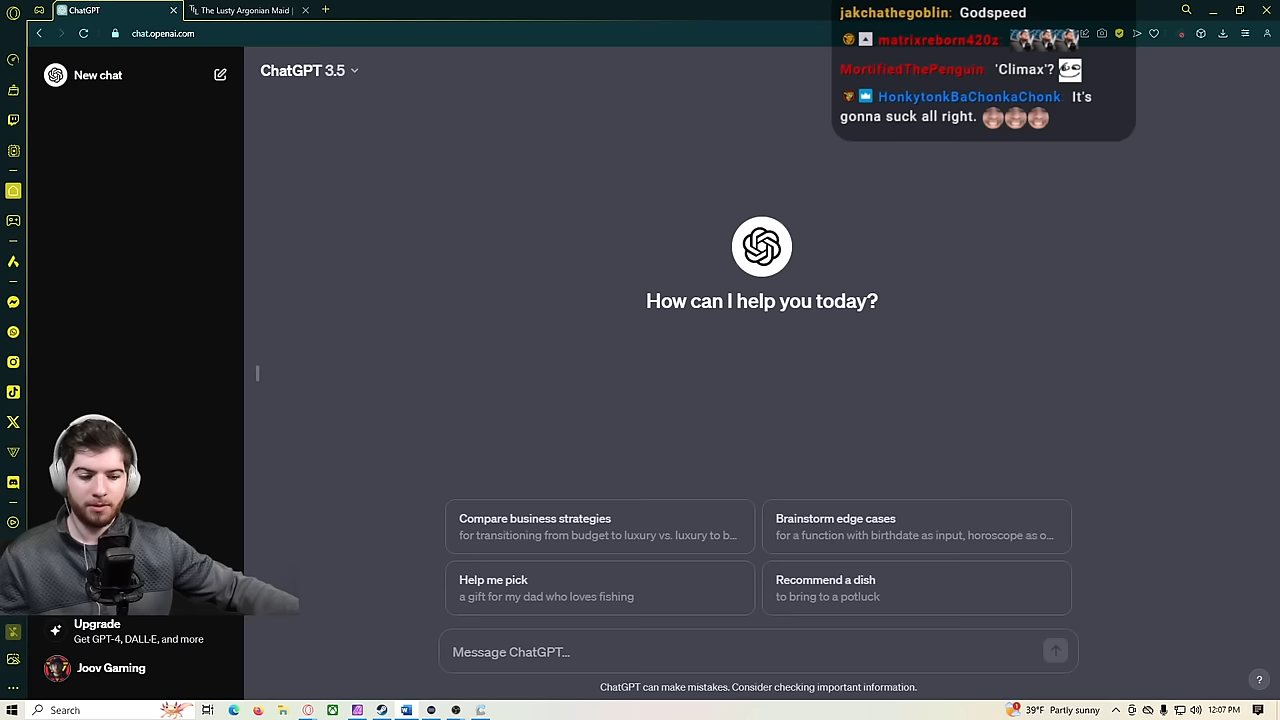 ChatGPT
The Lusty Argonian Maid |
chat.openai.com
jakchathegoblin: Godspeed
matrixreborn420z:
MortifiedThePenguin: 'Climax'?
HonkytonkBaChonkaChonk: It's
gonna suck all right.
New chat
ChatGPT 3.5
How can I help you today?
Compare business strategies
for transitioning from budget to luxury vs. luxury to b...
Brainstorm edge cases
for a function with birthdate as input, horoscope as o...
Help me pick
a gift for my dad who loves fishing
Recommend a dish
to bring to a potluck
Upgrade
Get GPT-4, DALL·E, and more
Joov Gaming
Message ChatGPT...
ChatGPT can make mistakes. Consider checking important information.
?
Search
39°F Partly sunny
12:07 PM